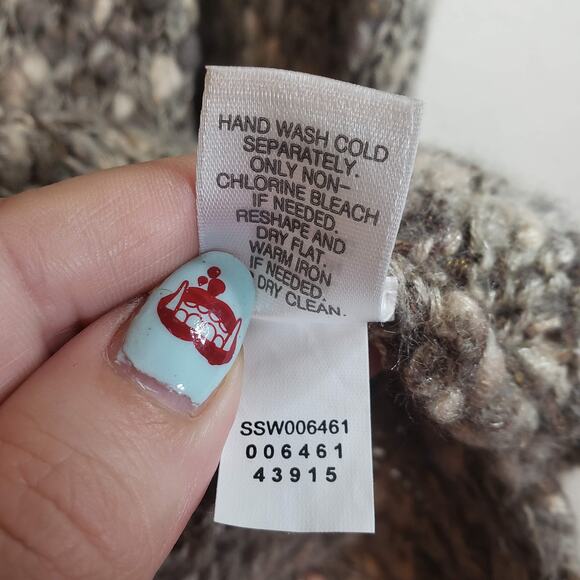 HAND WASH COLD
SEPARATELY.
ONLY NON-
CHLORINE BLEACH
IF NEEDED.
RESHAPE AND
DRY FLAT.
WARM IRON
IF NEEDED.
DRY CLEAN.
SSW006461
006461
43915